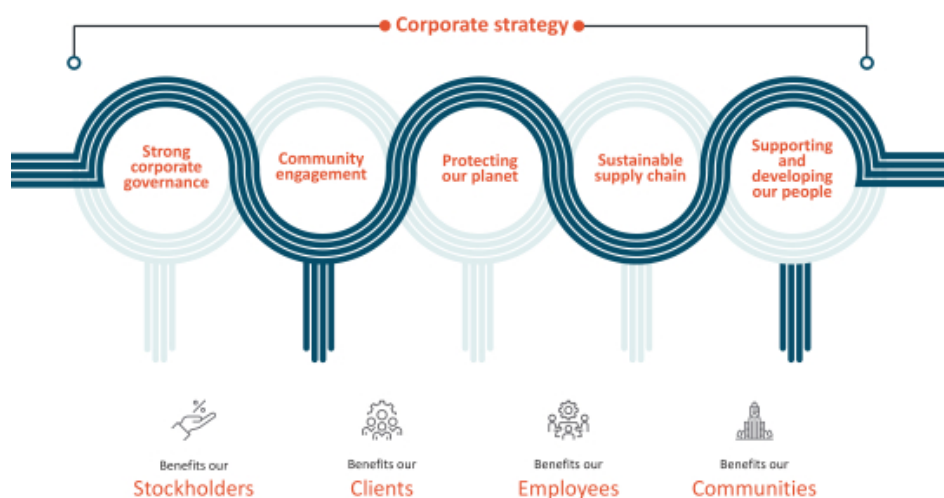 Corporate strategy
Strong
corporate
governance
Community
engagement
Protecting
our planet
Sustainable
supply chain
Supporting
and
developing
our people
Benefits our
Stockholders
Benefits our
Clients
Benefits our
Employees
Benefits our
Communities